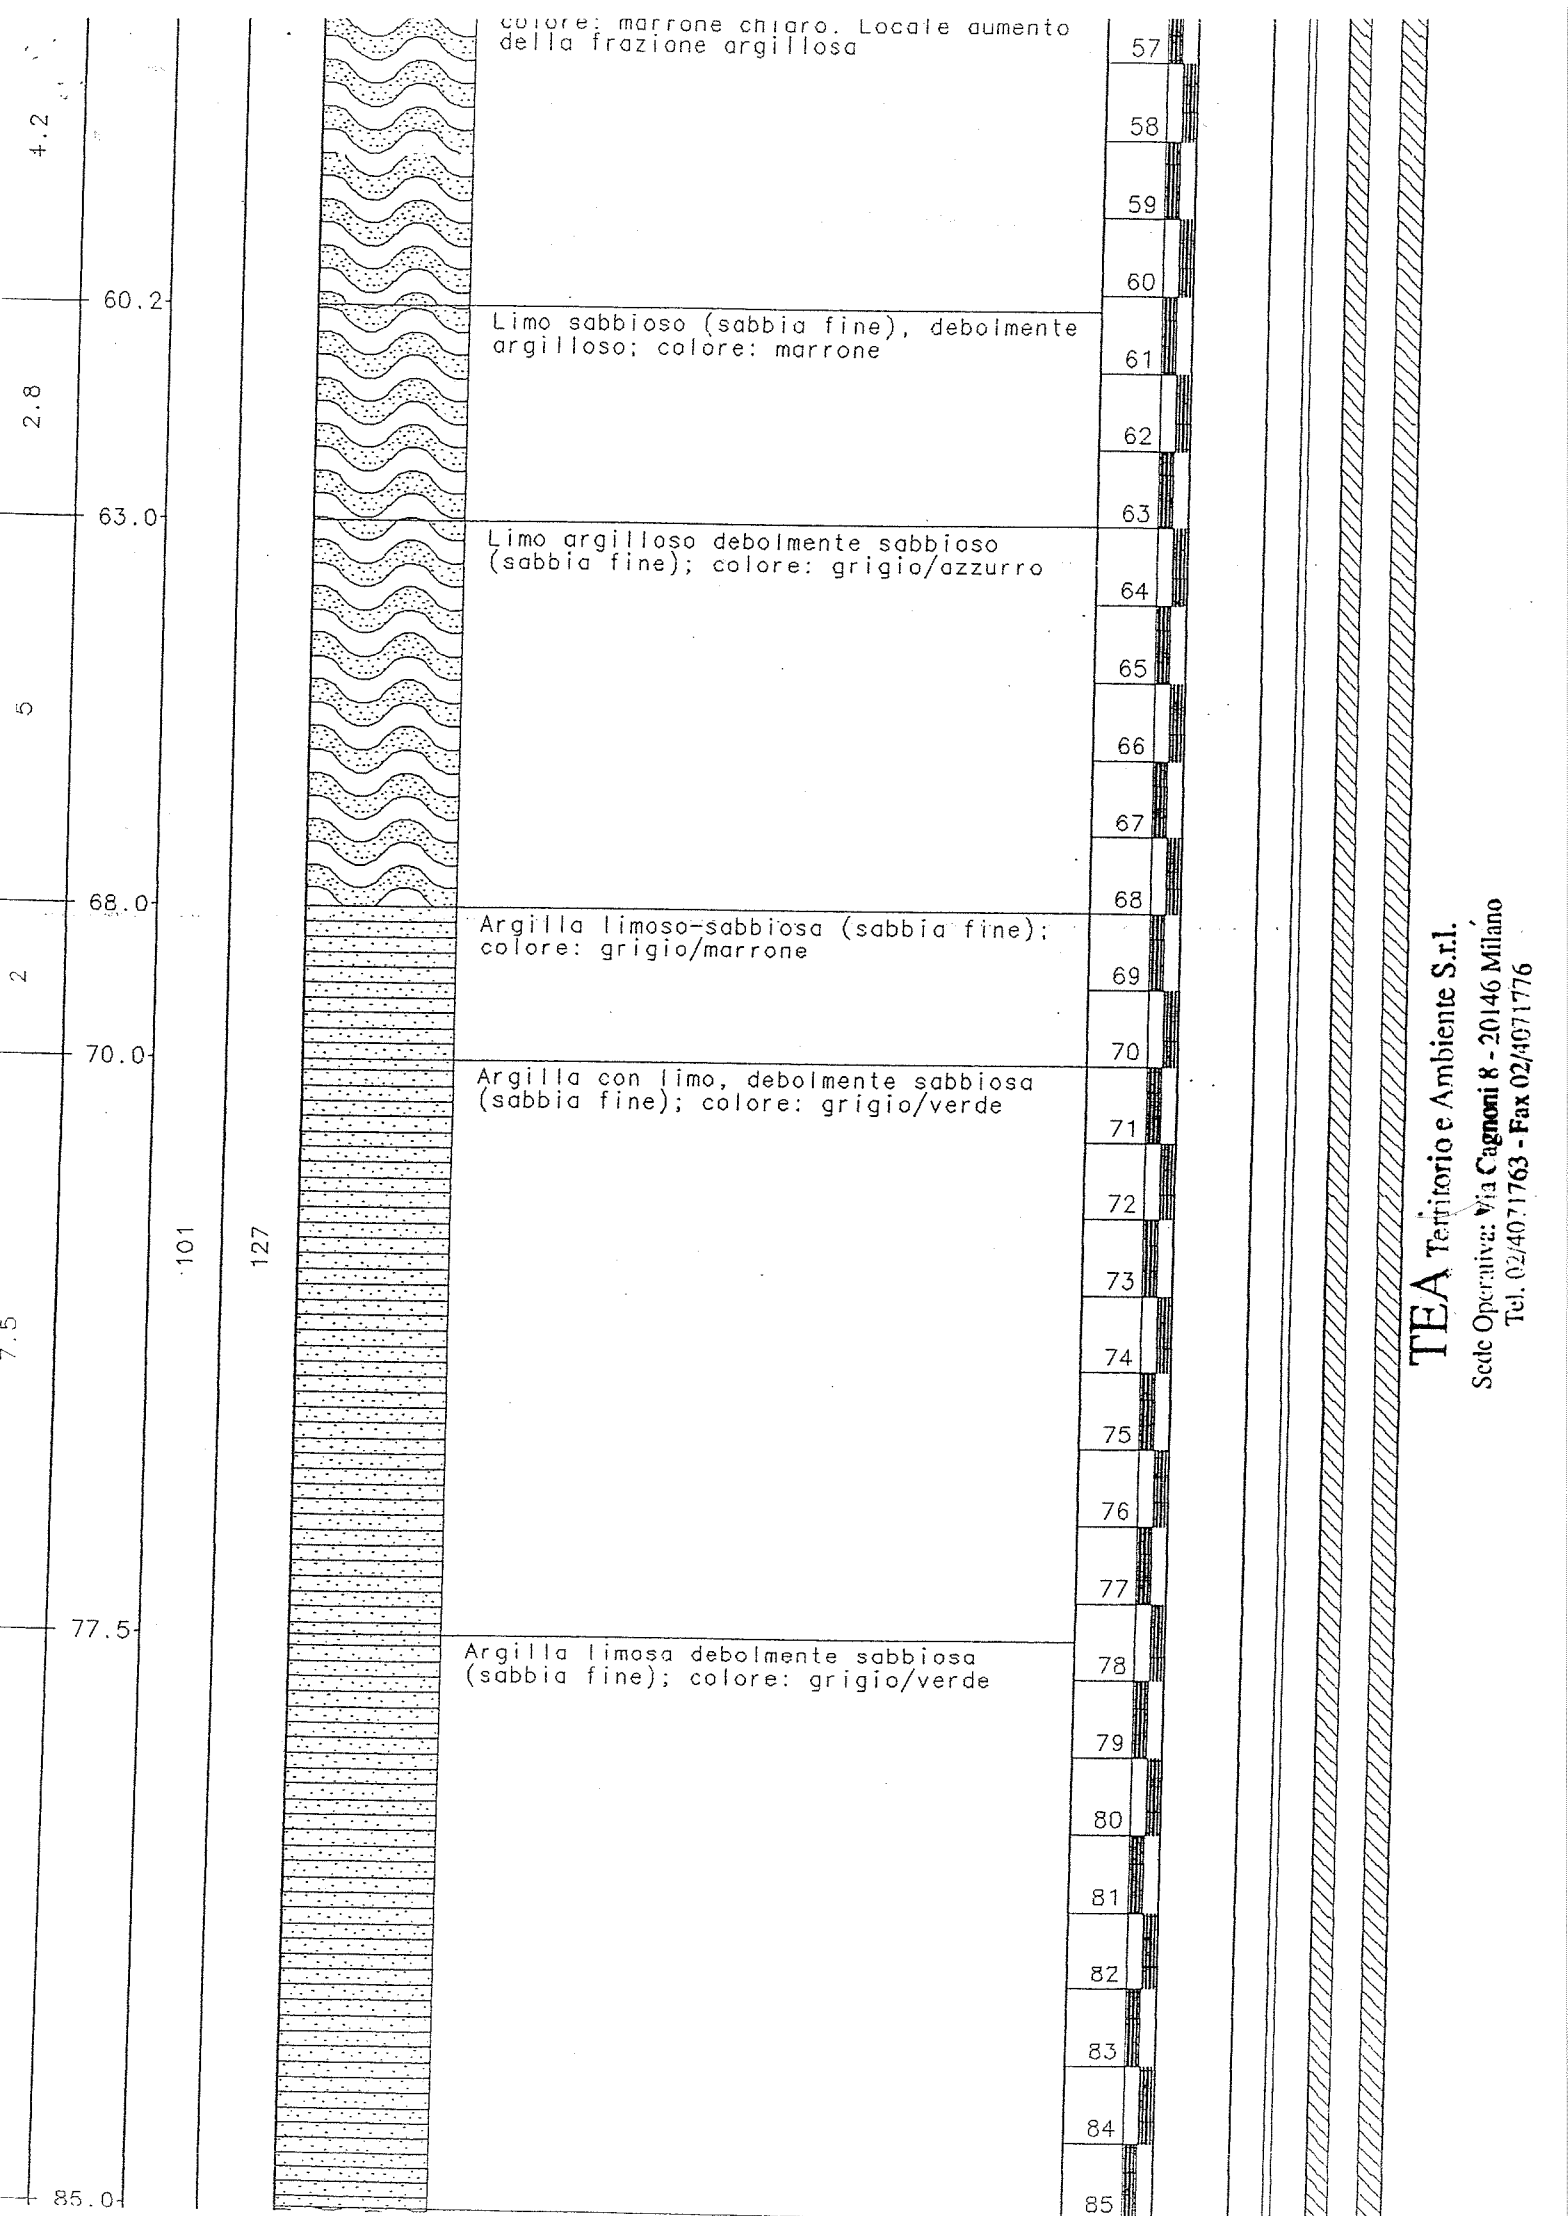 colore: marrone chiaro. Locale aumento
della frazione argillosa
57
58
4.2
59
60
60.2
Limo sabbioso (sabbia fine), debolmente
argilloso; colore: marrone
61
2.8
62
63
63.0
Limo argilloso debolmente sabbioso
(sabbia fine); colore: grigio/azzurro
64
65
5
66
67
68
68.0
Argilla limoso-sabbiosa (sabbia fine);
colore: grigio/marrone
2
69
70
70.0
Argilla con limo, debolmente sabbiosa
(sabbia fine); colore: grigio/verde
71
72
101
127
73
7.5
74
75
76
77
77.5
Argilla limosa debolmente sabbiosa
(sabbia fine); colore: grigio/verde
78
79
80
81
82
83
84
85.0
85
TEA Territorio e Ambiente S.r.l.
Sede Operativa: Via Cagnoni 8 - 20146 Milano
Tel. 02/4071763 - Fax 02/4071776